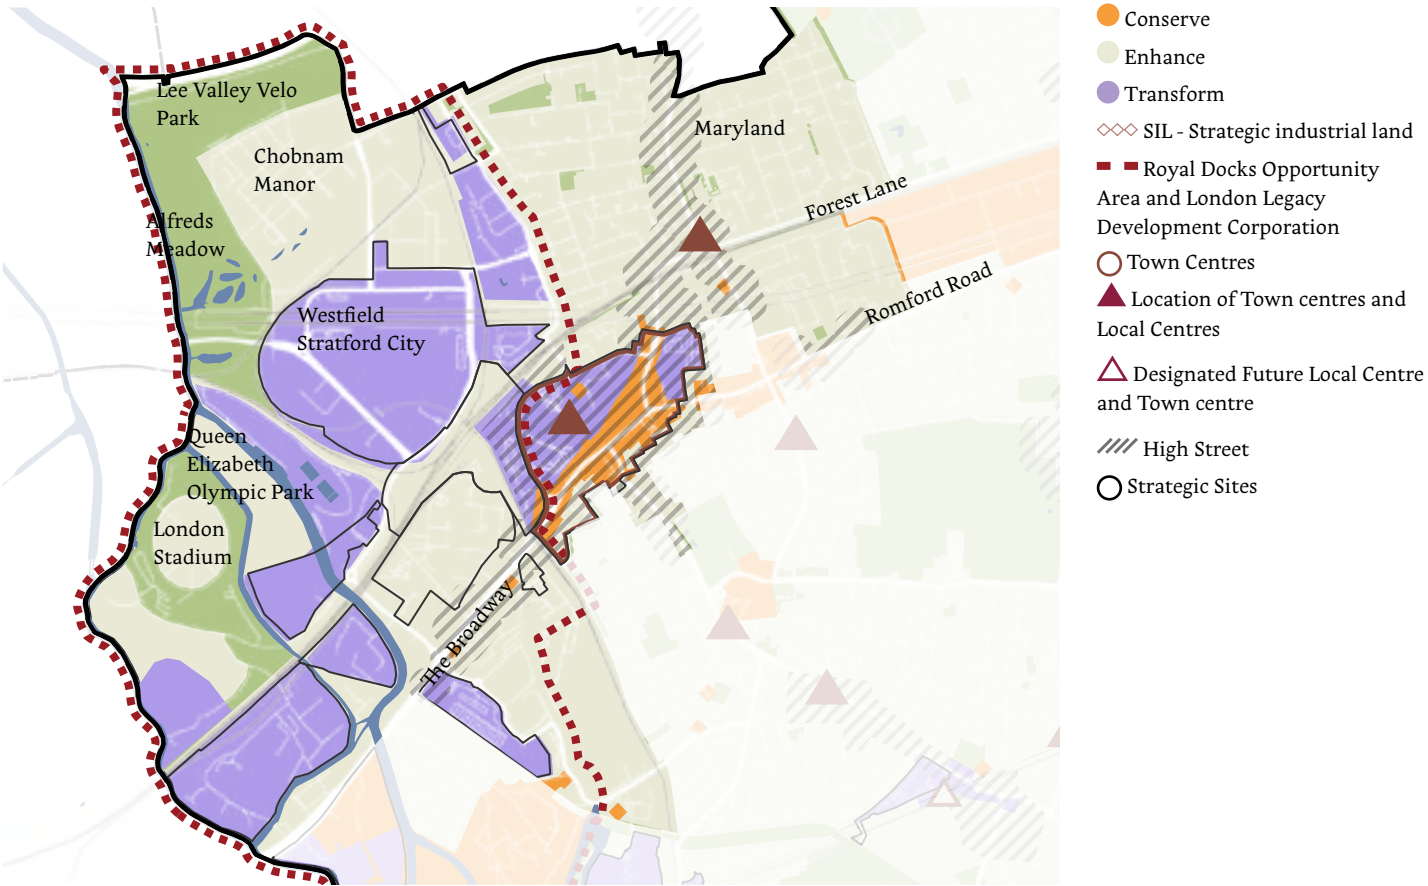 Lee Valley Velo
Park
Chobnam
Manor
Alfreds
Meadow
Westfield
Stratford City
Queen
Elizabeth
Olympic Park
London
Stadium
The Broadway
Maryland
Forest Lane
Romford Road
Conserve
Enhance
Transform
SIL - Strategic industrial land
Royal Docks Opportunity
Area and London Legacy
Development Corporation
Town Centres
Location of Town centres and
Local Centres
Designated Future Local Centre
and Town centre
High Street
Strategic Sites